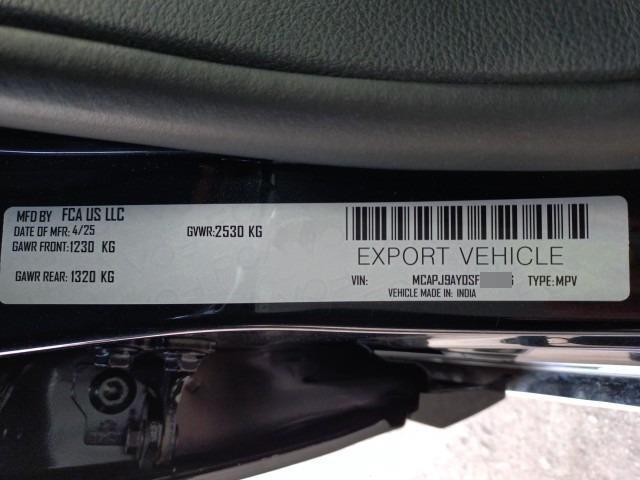 MFD BY FCA US LLC
DATE OF MFR: 4/25 GVWR:2530 KG
GAWR FRONT:1230 KG
EXPORT VEHICLE
GAWR REAR:1320 KG
VIN: MCAPJ9AY0SF TYPE:MPV
VEHICLE MADE IN: INDIA